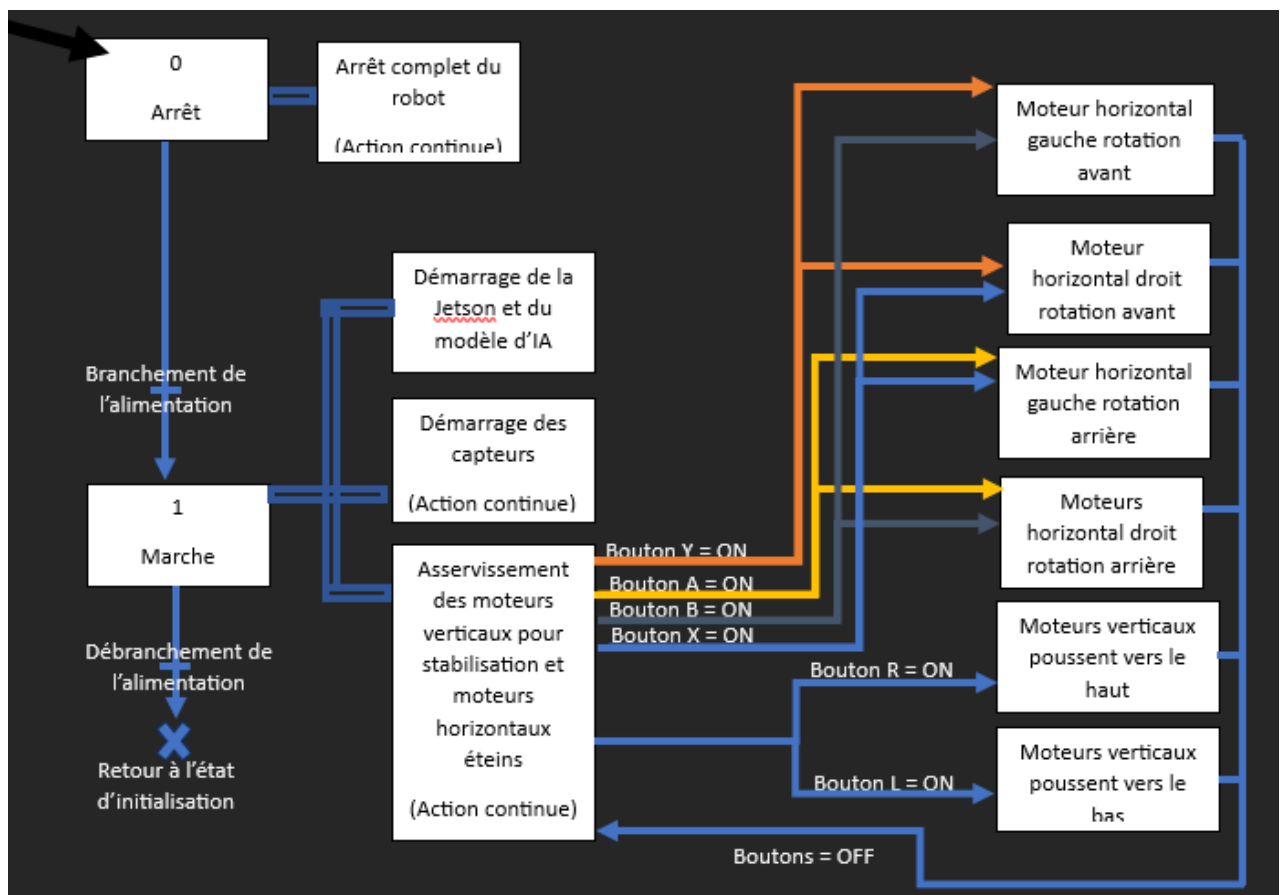 0
Arrêt
Arrêt complet du
robot
(Action continue)
Branchement de
l'alimentation
1
Marche
Débranchement de
l'alimentation
Retour à l'état
d'initialisation
Démarrage de la
Jetson et du
modèle d'IA
Démarrage des
capteurs
(Action continue)
Asservissement
des moteurs
verticaux pour
stabilisation et
moteurs
horizontaux
éteins
(Action continue)
Bouton Y = ON
Bouton A = ON
Bouton B = ON
Bouton X = ON
Bouton R = ON
Bouton L = ON
Boutons = OFF
Moteur horizontal
gauche rotation
avant
Moteur
horizontal droit
rotation avant
Moteur horizontal
gauche rotation
arrière
Moteurs
horizontal droit
rotation arrière
Moteurs verticaux
poussent vers le
haut
Moteurs verticaux
poussent vers le
bas